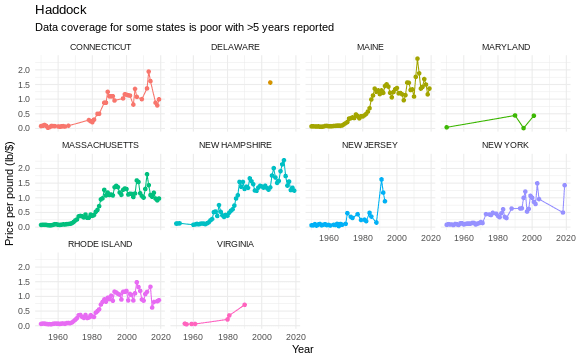 Haddock
Data coverage for some states is poor with >5 years reported
CONNECTICUT DELAWARE MAINE MARYLAND
2.0
1.5
1.0
0.5
0.0
MASSACHUSETTS NEW HAMPSHIRE NEW JERSEY NEW YORK
2.0
1.5
1.0
0.5
0.0
1960 1980 2000 2020 1960 1980 2000 2020
RHODE ISLAND VIRGINIA
2.0
1.5
1.0
0.5
0.0
1960 1980 2000 2020 1960 1980 2000 2020
Year
Price per pound (lb/$)